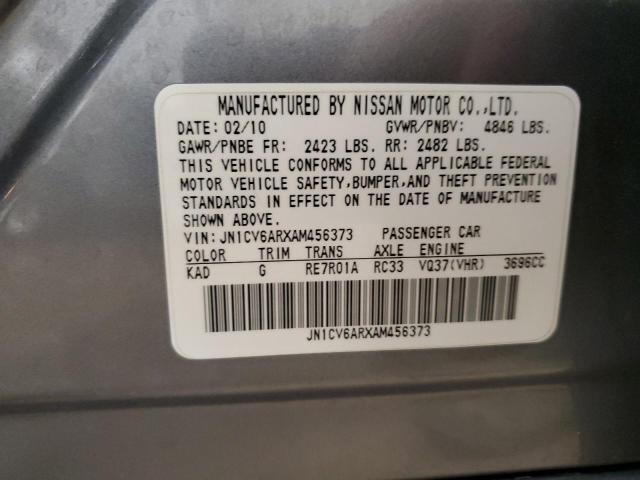 MANUFACTURED BY NISSAN MOTOR CO.,LTD.
DATE: 02/10 GVWR/PNBV: 4846 LBS.
GAWR/PNBE FR: 2423 LBS. RR: 2482 LBS.
THIS VEHICLE CONFORMS TO ALL APPLICABLE FEDERAL
MOTOR VEHICLE SAFETY,BUMPER,AND THEFT PREVENTION
STANDARDS IN EFFECT ON THE DATE OF MANUFACTURE
SHOWN ABOVE.
VIN: JN1CV6ARXAM456373 PASSENGER CAR
COLOR TRIM TRANS AXLE ENGINE
KAD G RE7R01A RC33 VQ37(VHR) 3696CC
JN1CV6ARXAM456373